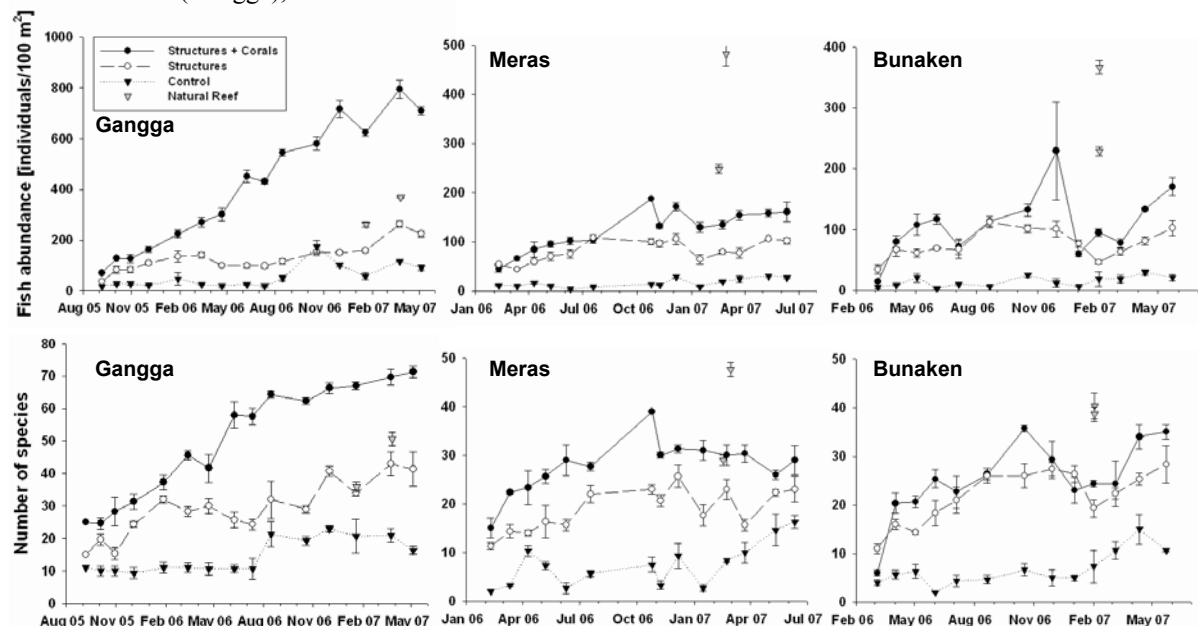 (Gangga),
Fish abundance [individuals/100 m²]
1000
800
600
400
200
0
Structures + Corals
Structures
Control
Natural Reef
Gangga
Aug 05 Nov 05 Feb 06 May 06 Aug 06 Nov 06 Feb 07 May 07
500
400
300
200
100
0
Meras
Jan 06 Apr 06 Jul 06 Oct 06 Jan 07 Apr 07 Jul 07
400
300
200
100
0
Bunaken
Feb 06 May 06 Aug 06 Nov 06 Feb 07 May 07
Number of species
80
70
60
50
40
30
20
10
0
Gangga
Aug 05 Nov 05 Feb 06 May 06 Aug 06 Nov 06 Feb 07 May 07
50
40
30
20
10
0
Meras
Jan 06 Apr 06 Jul 06 Oct 06 Jan 07 Apr 07 Jul 07
50
40
30
20
10
0
Bunaken
Feb 06 May 06 Aug 06 Nov 06 Feb 07 May 07